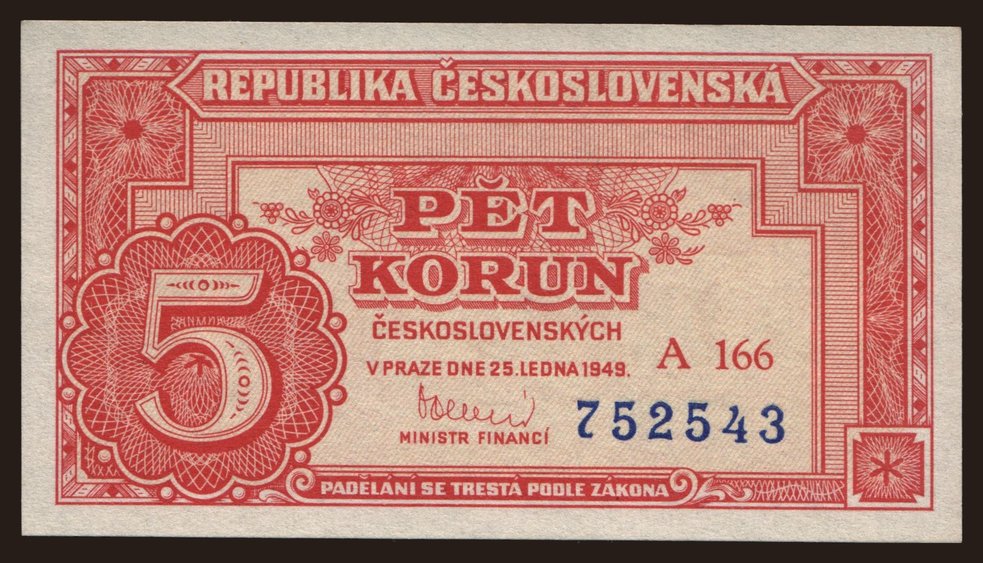 REPUBLIKA ČESKOSLOVENSKÁ
PĚT
KORUN
ČESKOSLOVENSKÝCH
V PRAZE DNE 25. LEDNA 1949.
A 166
MINISTR FINANCÍ
752543
5
PADĚLÁNÍ SE TRESTÁ PODLE ZÁKONA